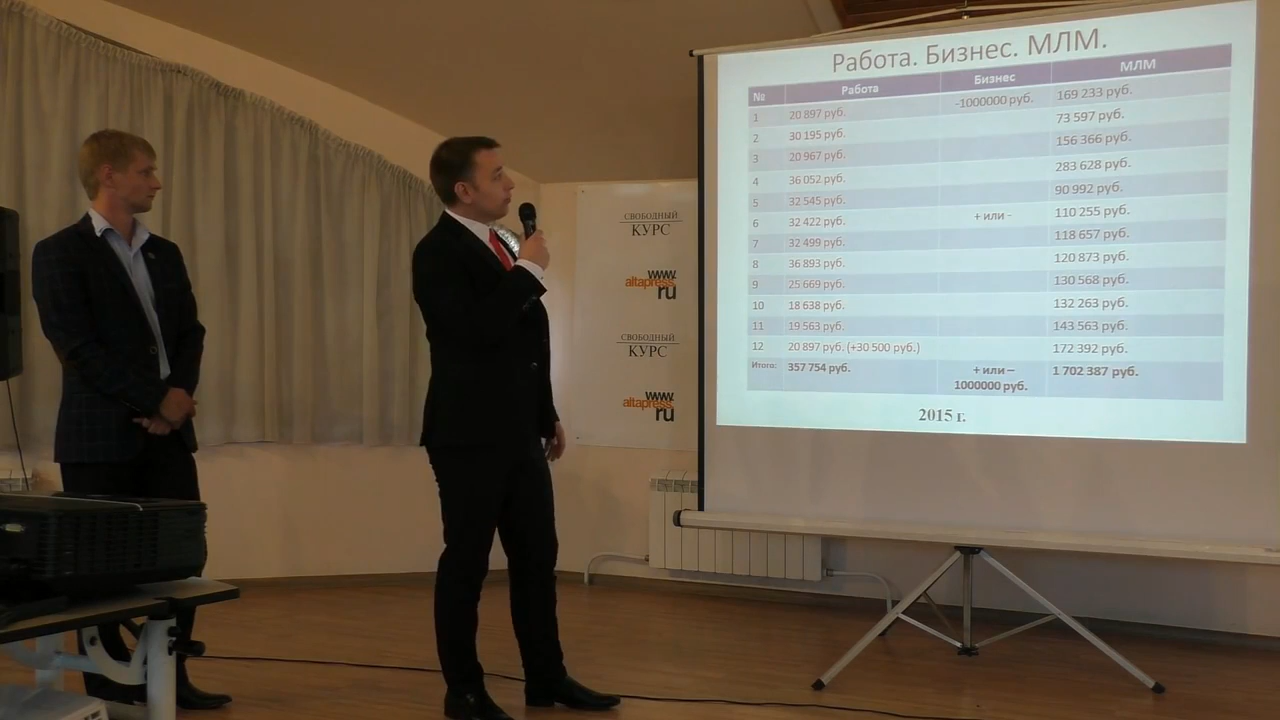 Работа. Бизнес. МЛМ.
№ Работа Бизнес МЛМ
1 20 897 руб. -1000000 руб. 169 233 руб.
2 30 195 руб. 73 597 руб.
3 20 967 руб. 156 366 руб.
4 36 052 руб. 283 628 руб.
5 32 545 руб. 90 992 руб.
6 32 422 руб. + или - 110 255 руб.
7 32 499 руб. 118 657 руб.
8 36 893 руб. 120 873 руб.
9 25 669 руб. 130 568 руб.
10 18 638 руб. 132 263 руб.
11 19 563 руб. 143 563 руб.
12 20 897 руб. (+30 500 руб.) 172 392 руб.
Итого: 357 754 руб. + или – 1 702 387 руб.
1000000 руб.
2015 г.
СВОБОДНЫЙ
КУРС
www.
altapress.
ru
СВОБОДНЫЙ
КУРС
www.
altapress.
ru